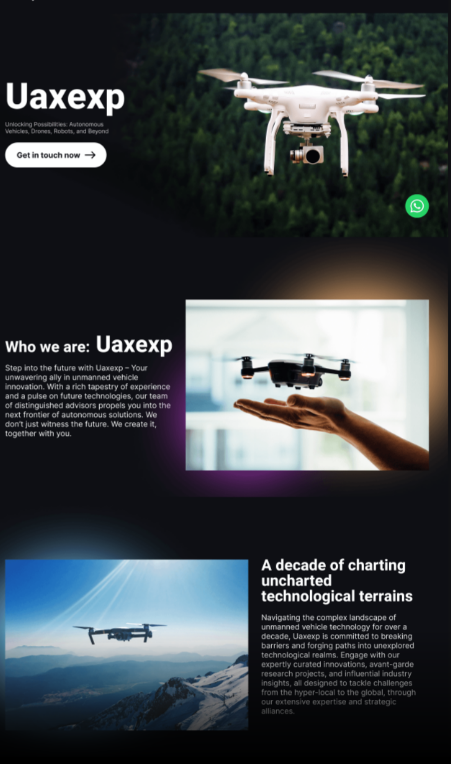 Uaxexp
Unlocking Possibilities: Autonomous
Vehicles, Drones, Robots, and Beyond
Get in touch now
Who we are: Uaxexp
Step into the future with Uaxexp – Your
unwavering ally in unmanned vehicle
innovation. With a rich tapestry of experience
and a pulse on future technologies, our team
of distinguished advisors propels you into the
next frontier of autonomous solutions. We
don't just witness the future. We create it,
together with you.
A decade of charting
uncharted
technological terrains
Navigating the complex landscape of
unmanned vehicle technology for over a
decade, Uaxexp is committed to breaking
barriers and forging paths into unexplored
technological realms. Engage with our
expertly curated innovations, avant-garde
research projects, and influential industry
insights, all designed to tackle challenges
from the hyper-local to the global, through
our extensive expertise and strategic
alliances.